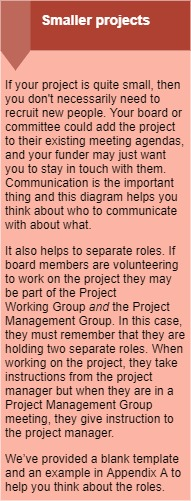 Smaller projects
If your project is quite small, then
you don't necessarily need to
recruit new people. Your board or
committee could add the project
to their existing meeting agendas,
and your funder may just want
you to stay in touch with them.
Communication is the important
thing and this diagram helps you
think about who to communicate
with about what.
It also helps to separate roles. If
board members are volunteering
to work on the project they may
be part of the Project
Working Group and the Project
Management Group. In this case,
they must remember that they are
holding two separate roles. When
working on the project, they take
instructions from the project
manager but when they are in a
Project Management Group
meeting, they give instruction to
the project manager.
We've provided a blank template
and an example in Appendix A to
help you think about the roles.